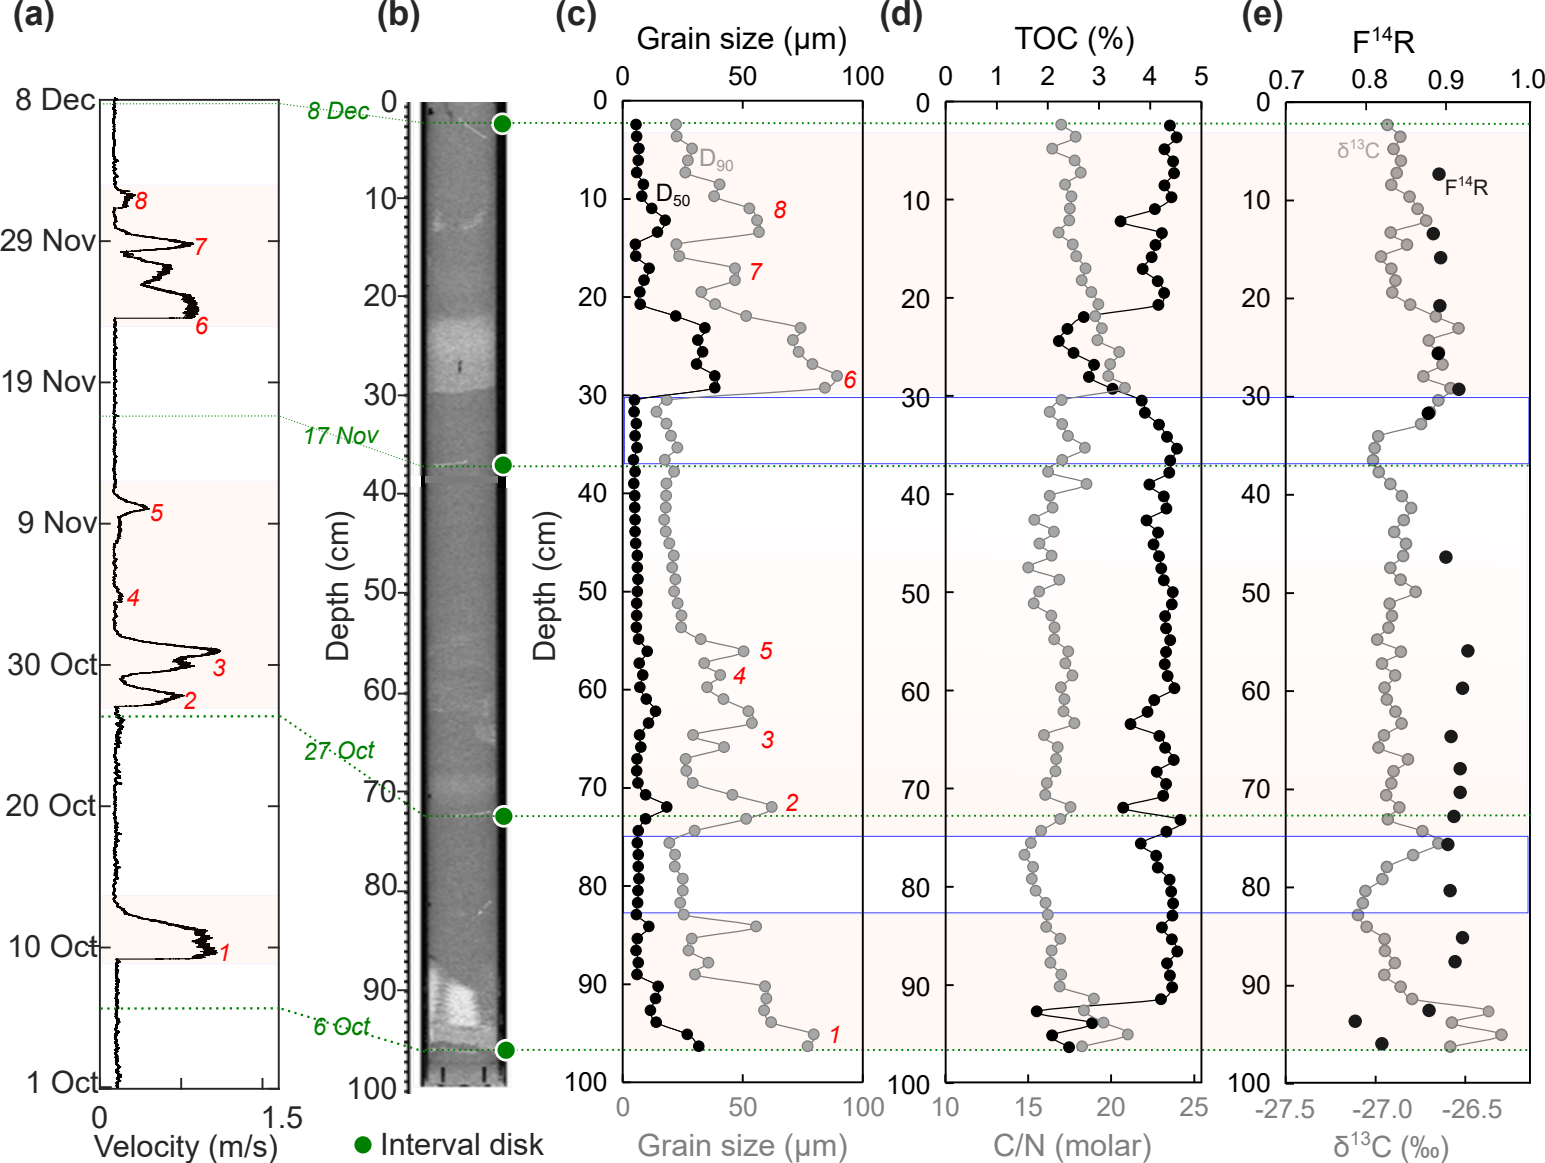 (a) (b) (c) (d) (e)
Grain size (µm) TOC (%) F¹⁴R
0 50 100 0 1 2 3 4 5 0.7 0.8 0.9 1.0
8 Dec
29 Nov
19 Nov
9 Nov
30 Oct
20 Oct
10 Oct
1 Oct
0 1.5
Velocity (m/s)
8
7
6
5
4
3
2
1
8 Dec
17 Nov
27 Oct
6 Oct
Depth (cm)
0
10
20
30
40
50
60
70
80
90
100
Interval disk
Depth (cm)
0
10
20
30
40
50
60
70
80
90
100
D₉₀
D₅₀
8
7
6
5
4
3
2
1
0 50 100
Grain size (µm)
0
10
20
30
40
50
60
70
80
90
100
10 15 20 25
C/N (molar)
0
10
20
30
40
50
60
70
80
90
100
δ¹³C
F¹⁴R
-27.5 -27.0 -26.5
δ¹³C (‰)